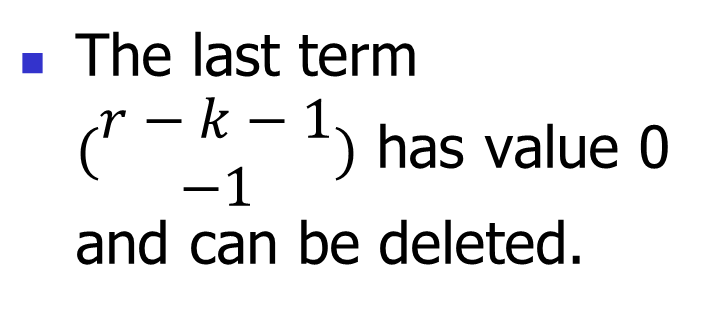 The last term
(r − k − 1
−1) has value 0
and can be deleted.